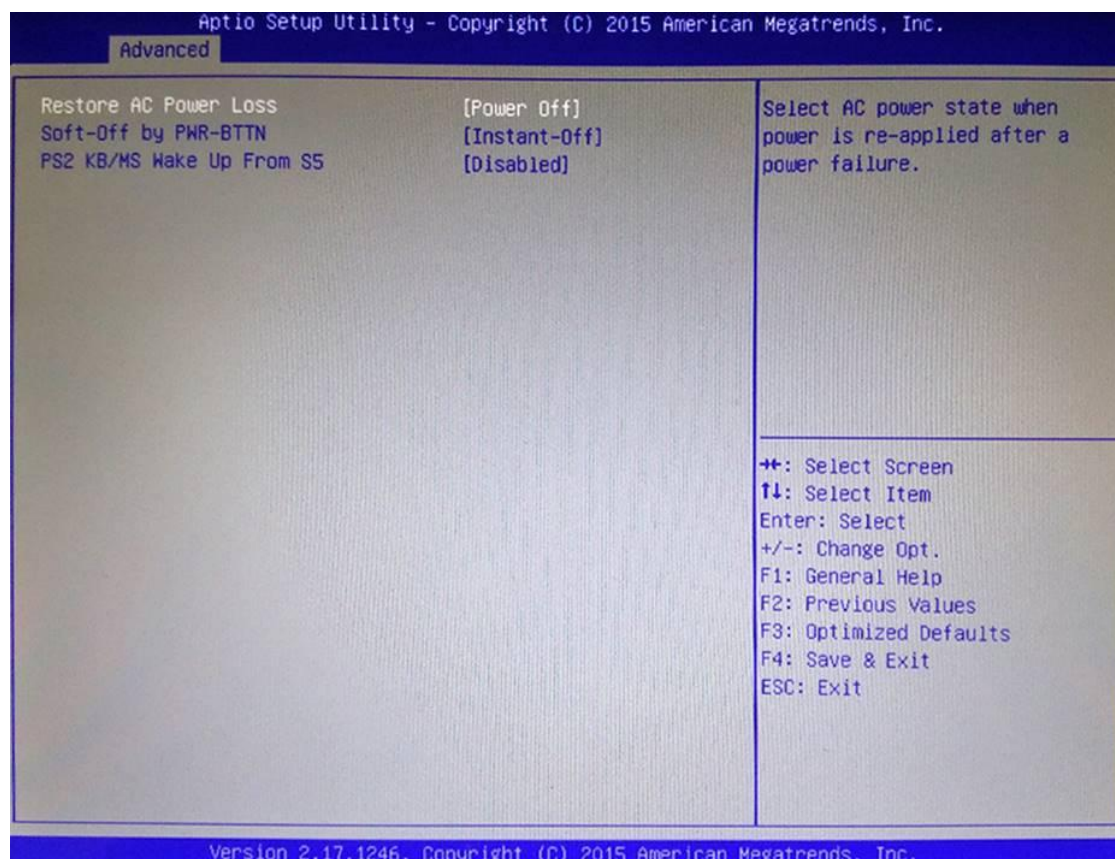 Aptio Setup Utility – Copyright (C) 2015 American Megatrends, Inc.
Advanced
Restore AC Power Loss [Power Off]
Soft-Off by PWR-BTTN [Instant-Off]
PS2 KB/MS Wake Up From S5 [Disabled]
Select AC power state when
power is re-applied after a
power failure.
→←: Select Screen
↑↓: Select Item
Enter: Select
+/-: Change Opt.
F1: General Help
F2: Previous Values
F3: Optimized Defaults
F4: Save & Exit
ESC: Exit
Version 2.17.1246. Copyright (C) 2015 American Megatrends, Inc.